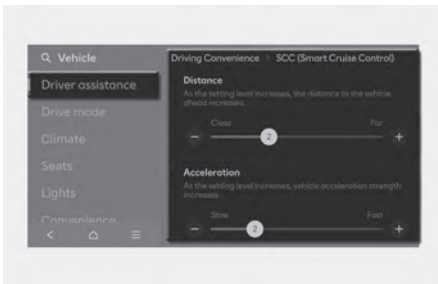 Vehicle
Driver assistance
Drive mode
Climate
Seats
Lights
Convenience
Driving Convenience > SCC (Smart Cruise Control)
Distance
As the setting level increases, the distance to the vehicle
ahead increases.
Close Far
− 2 +
Acceleration
As the setting level increases, vehicle acceleration strength
increases
Slow Fast
− 2 +